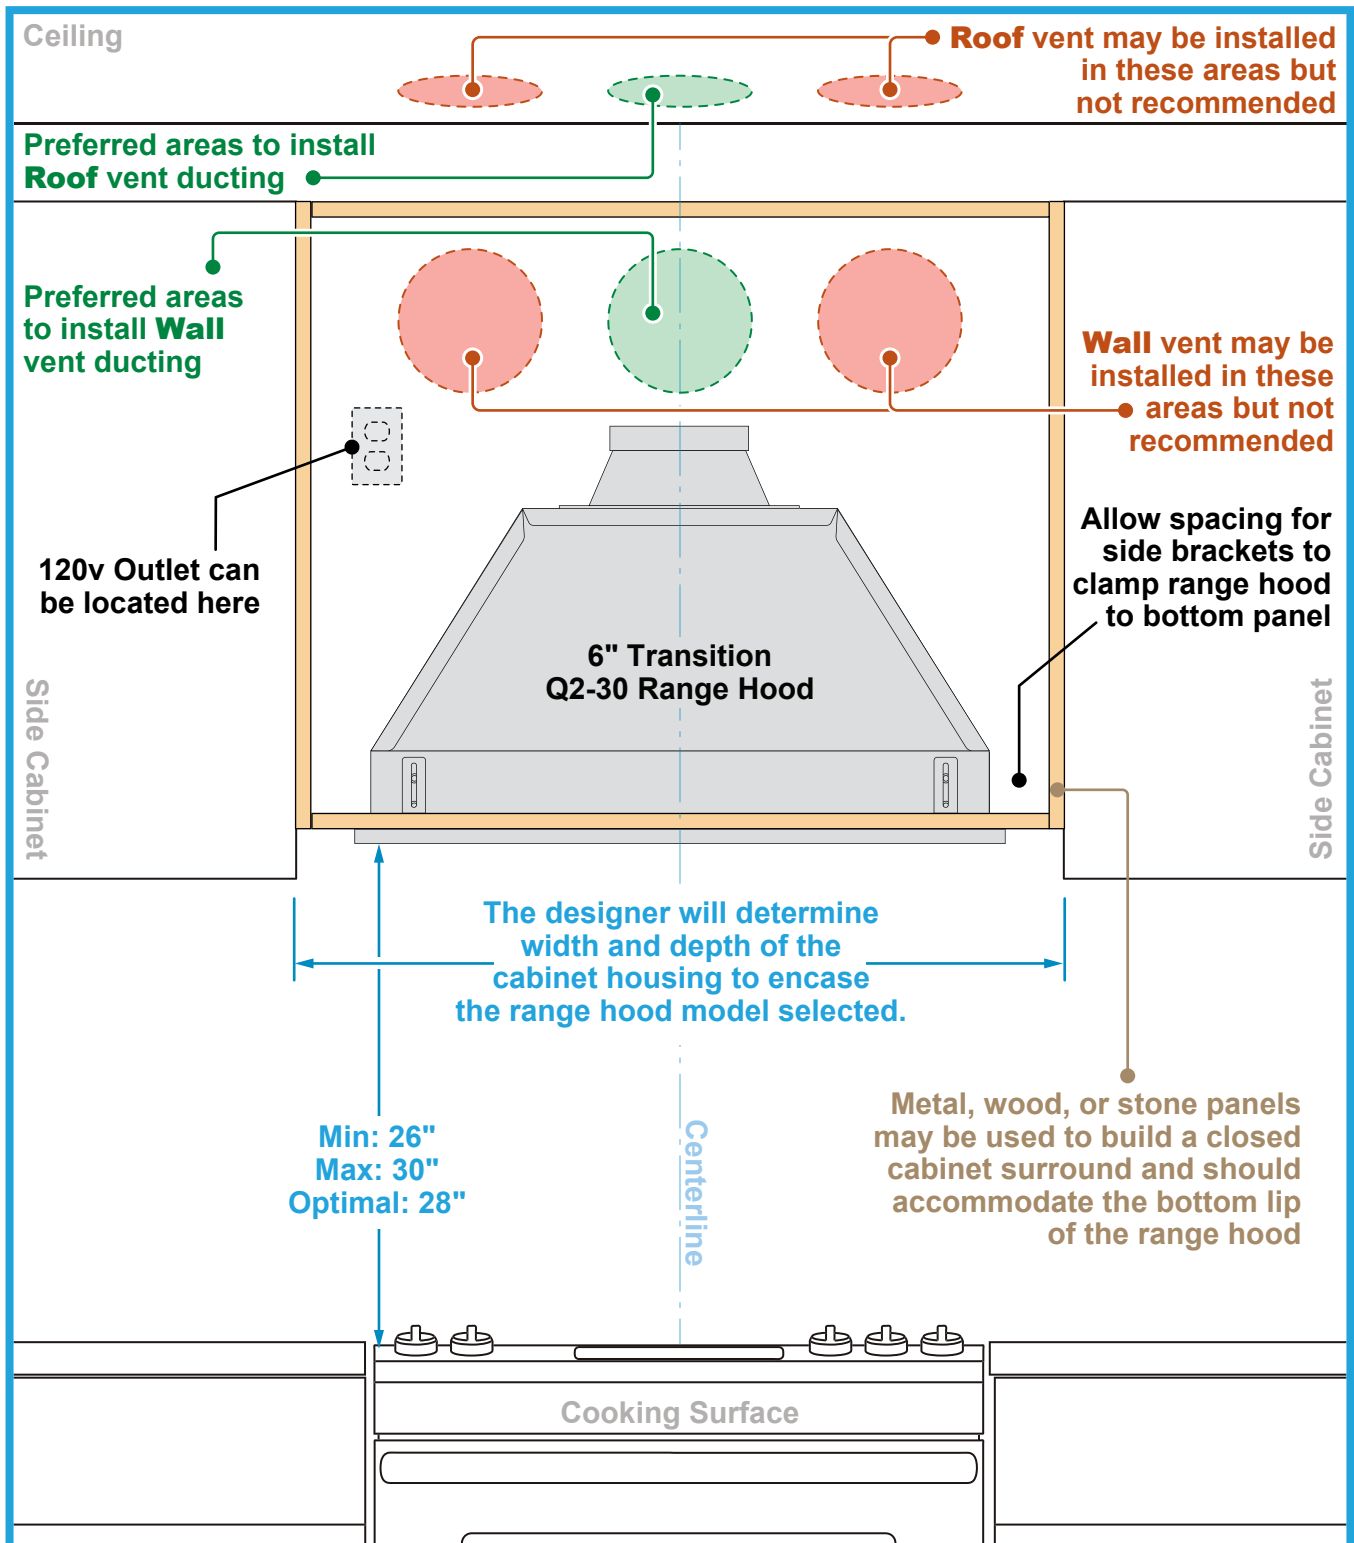 Ceiling
Roof vent may be installed
in these areas but
not recommended
Preferred areas to install
Roof vent ducting
Preferred areas
to install Wall
vent ducting
Wall vent may be
installed in these
areas but not
recommended
120v Outlet can
be located here
Allow spacing for
side brackets to
clamp range hood
to bottom panel
6" Transition
Q2-30 Range Hood
Side Cabinet
Side Cabinet
The designer will determine
width and depth of the
cabinet housing to encase
the range hood model selected.
Min: 26"
Max: 30"
Optimal: 28"
Centerline
Metal, wood, or stone panels
may be used to build a closed
cabinet surround and should
accommodate the bottom lip
of the range hood
Cooking Surface